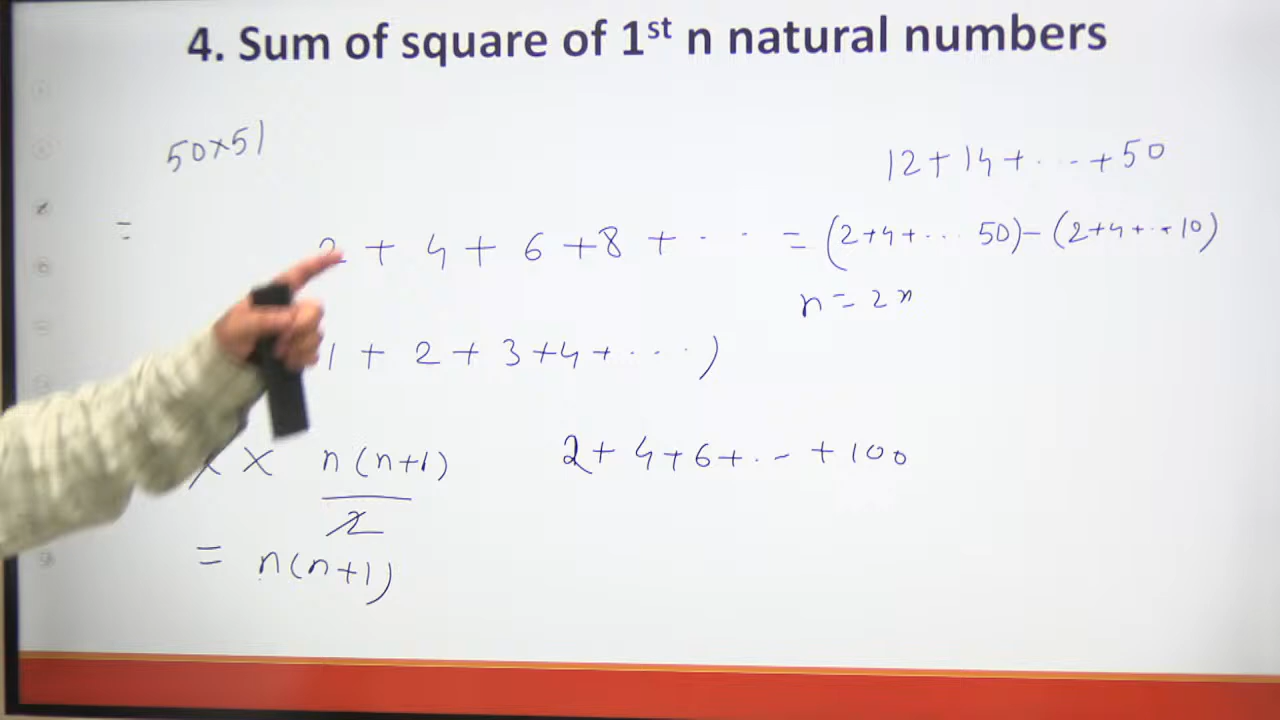 4. Sum of square of 1st n natural numbers
50×51
12 + 14 + ... + 50
=
2 + 4 + 6 + 8 + ... = (2+4+... 50) - (2+4+..+10)
n = 2n
1 + 2 + 3 + 4 + ...)
× n(n+1)
2
2 + 4 + 6 + ... + 100
= n(n+1)